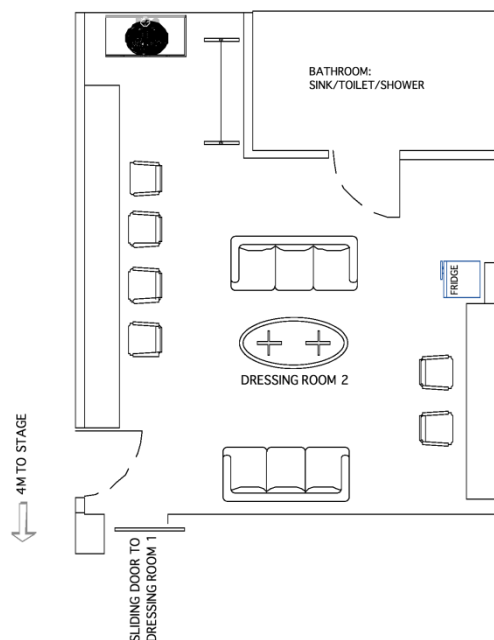 BATHROOM:
SINK/TOILET/SHOWER
FRIDGE
DRESSING ROOM 2
4M TO STAGE
SLIDING DOOR TO
DRESSING ROOM 1